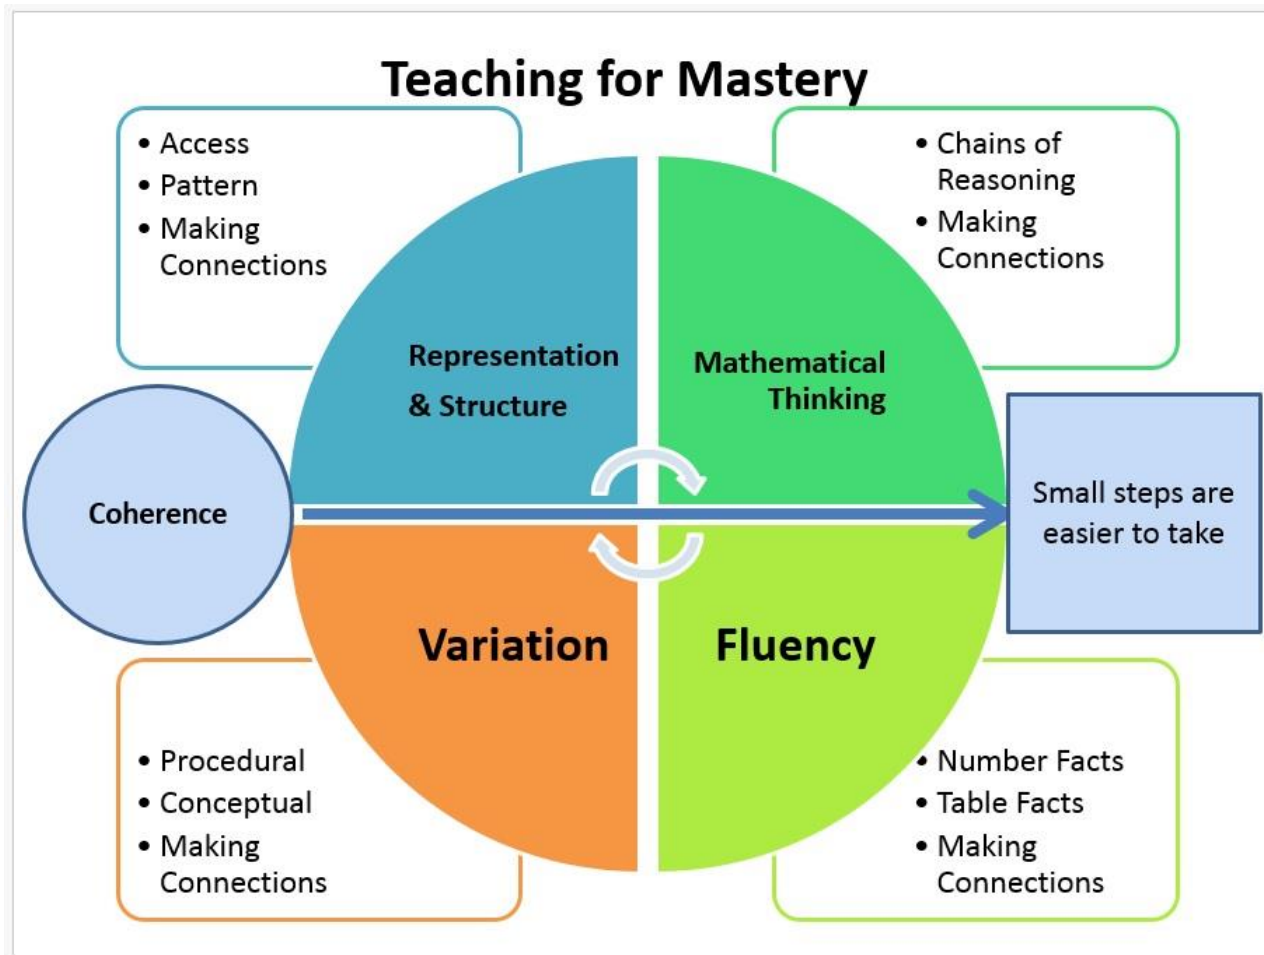 Teaching for Mastery
• Access
• Pattern
• Making
Connections
• Chains of
Reasoning
• Making
Connections
Representation
& Structure
Mathematical
Thinking
Coherence
Small steps are
easier to take
Variation
Fluency
• Procedural
• Conceptual
• Making
Connections
• Number Facts
• Table Facts
• Making
Connections